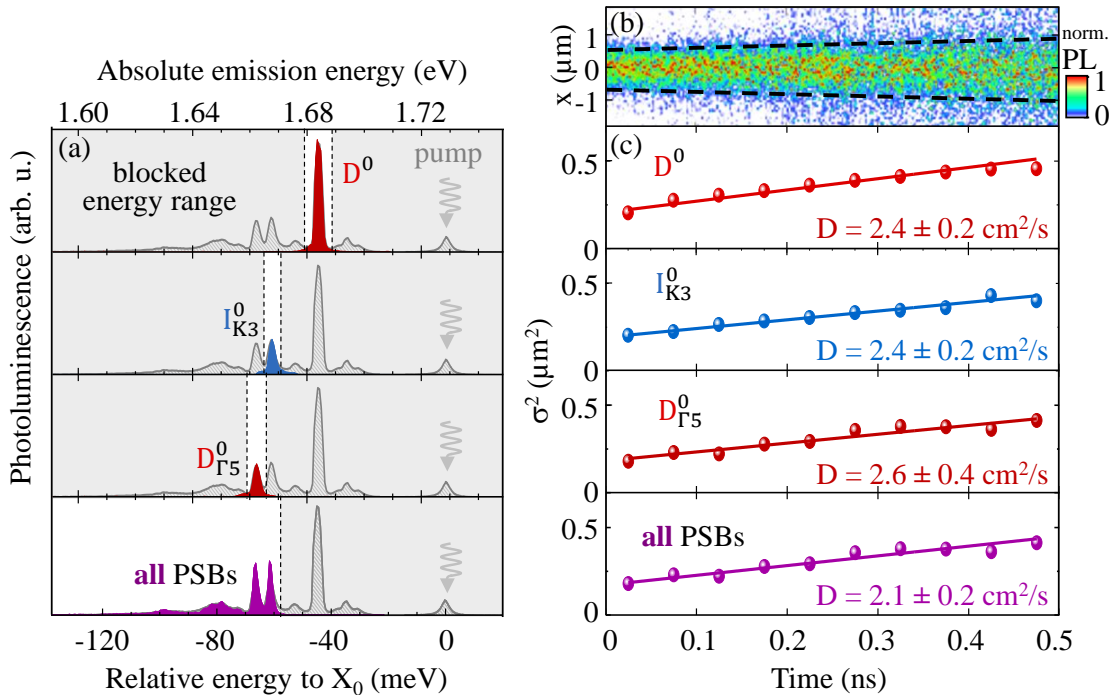 Absolute emission energy (eV)
1.60 1.64 1.68 1.72
(a)
blocked
energy range
D⁰
pump
I⁰K3
D⁰Γ5
all PSBs
Photoluminescence (arb. u.)
-120 -80 -40 0
Relative energy to X₀ (meV)
(b)
x (μm)
1
0
-1
norm.
PL
1
0
(c)
D⁰
0.5
0
D = 2.4 ± 0.2 cm²/s
I⁰K3
0.5
0
D = 2.4 ± 0.2 cm²/s
D⁰Γ5
0.5
0
D = 2.6 ± 0.4 cm²/s
all PSBs
0.5
0
D = 2.1 ± 0.2 cm²/s
σ² (μm²)
0 0.1 0.2 0.3 0.4 0.5
Time (ns)